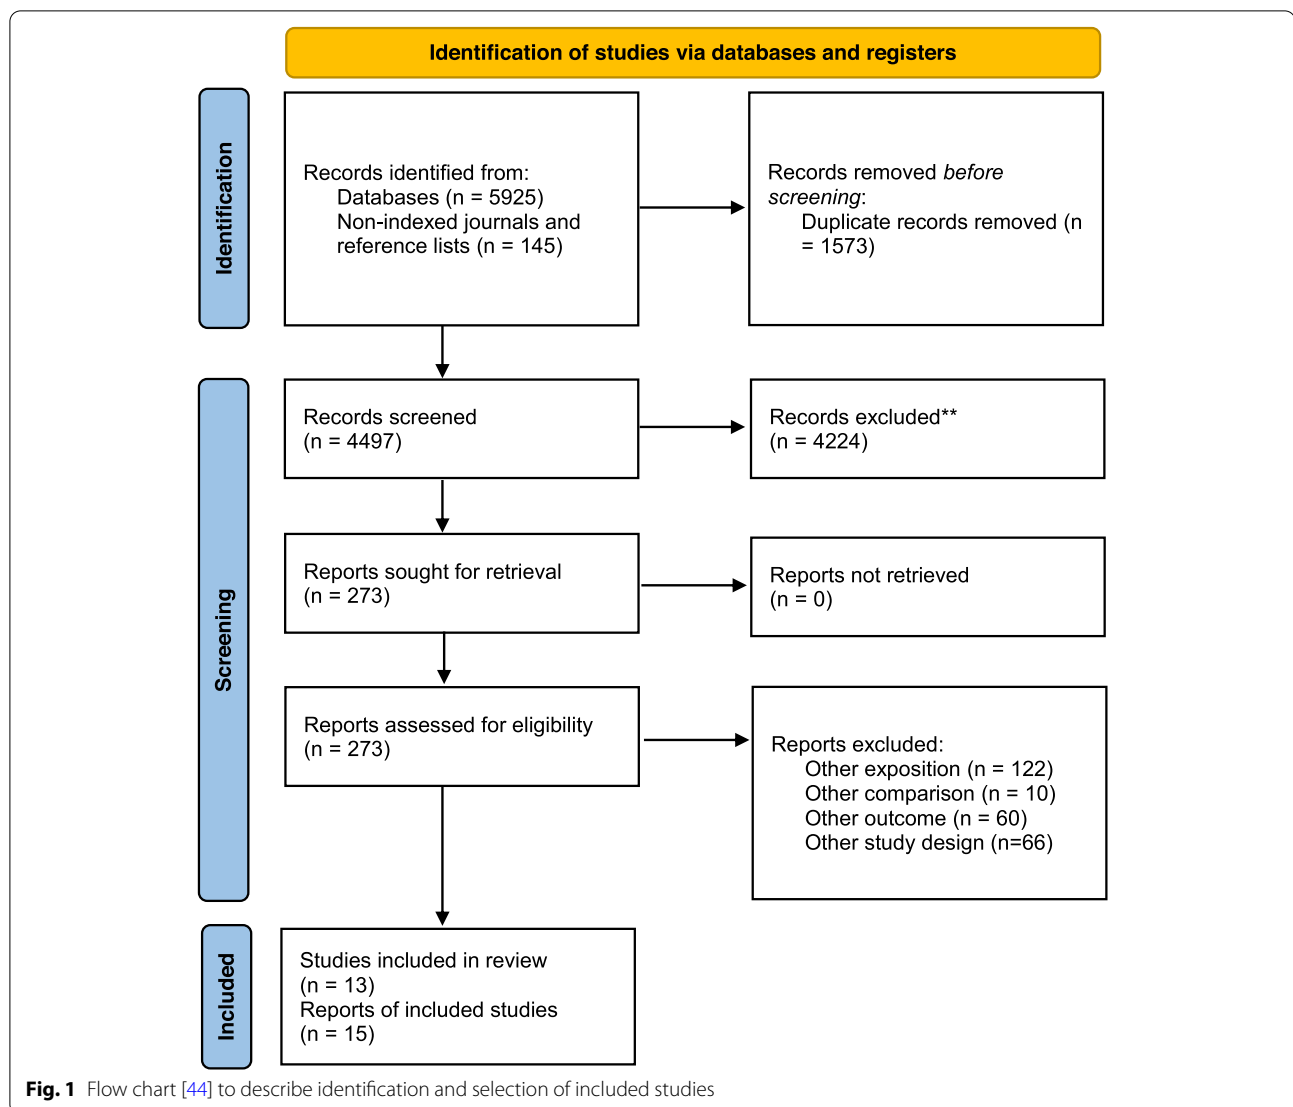 Identification of studies via databases and registers
Identification
Records identified from:
Databases (n = 5925)
Non-indexed journals and
reference lists (n = 145)
Records removed before
screening:
Duplicate records removed (n
= 1573)
Screening
Records screened
(n = 4497)
Records excluded**
(n = 4224)
Reports sought for retrieval
(n = 273)
Reports not retrieved
(n = 0)
Reports assessed for eligibility
(n = 273)
Reports excluded:
Other exposition (n = 122)
Other comparison (n = 10)
Other outcome (n = 60)
Other study design (n=66)
Included
Studies included in review
(n = 13)
Reports of included studies
(n = 15)
Fig. 1 Flow chart [44] to describe identification and selection of included studies